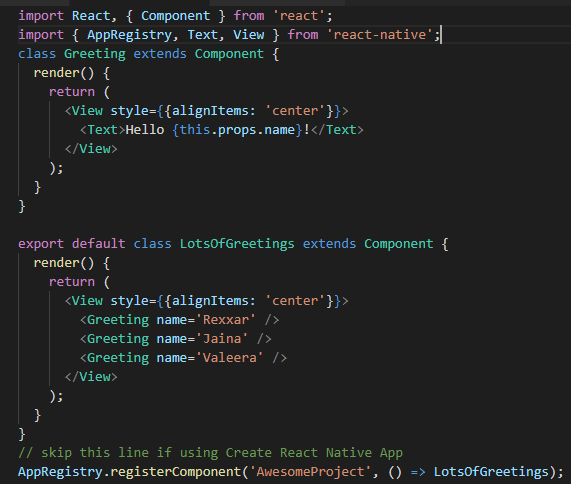 import React, { Component } from 'react';
import { AppRegistry, Text, View } from 'react-native';
class Greeting extends Component {
  render() {
    return (
      <View style={{alignItems: 'center'}}>
        <Text>Hello {this.props.name}!</Text>
      </View>
    );
  }
}

export default class LotsOfGreetings extends Component {
  render() {
    return (
      <View style={{alignItems: 'center'}}>
        <Greeting name='Rexxar' />
        <Greeting name='Jaina' />
        <Greeting name='Valeera' />
      </View>
    );
  }
}
// skip this line if using Create React Native App
AppRegistry.registerComponent('AwesomeProject', () => LotsOfGreetings);